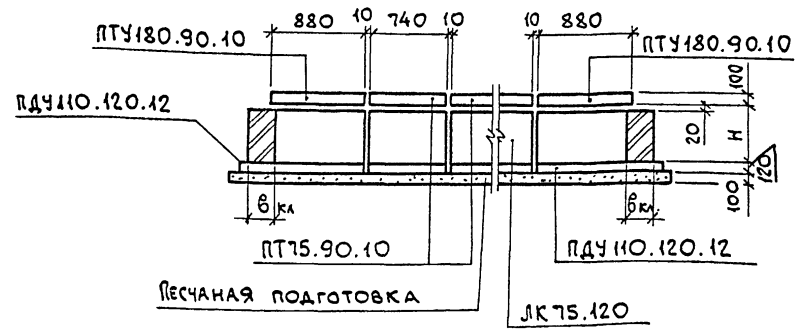 880 10 740 10 10 880
ПТУ180.90.10
ПТУ180.90.10
100
ПДУ110.120.12
20
Н
120
100
в кл
вкл.
ПТ75.90.10
ПДУ110.120.12
ПЕСЧАНАЯ ПОДГОТОВКА
ЛК75.120